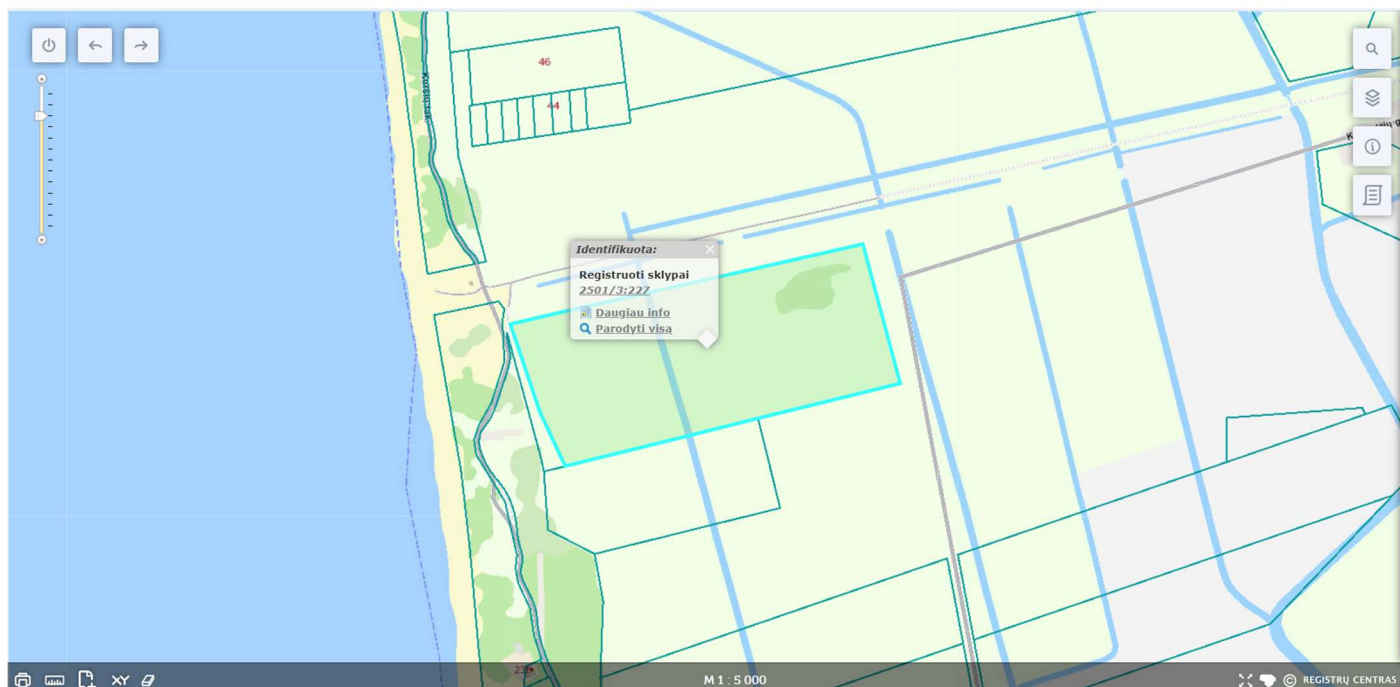 46
44
Identifikuota:
Registruoti sklypai
2501/3:227
Daugiau info
Parodyti visą
XY
M 1 : 5 000
© REGISTRŲ CENTRAS